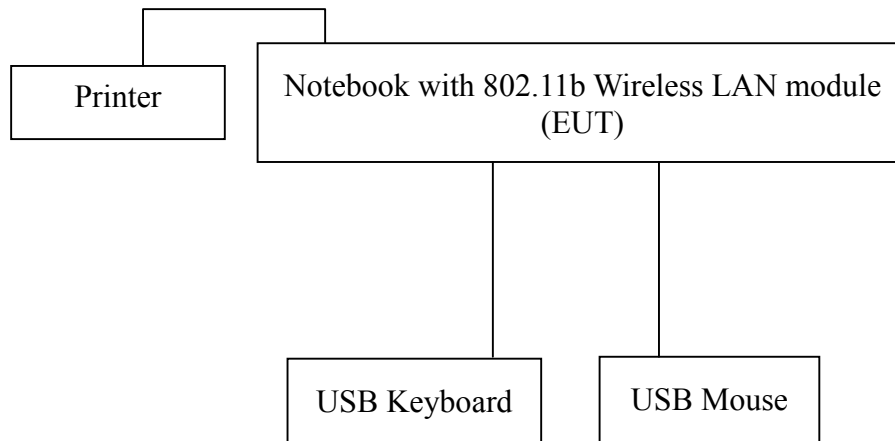 Printer
Notebook with 802.11b Wireless LAN module
(EUT)
USB Keyboard
USB Mouse